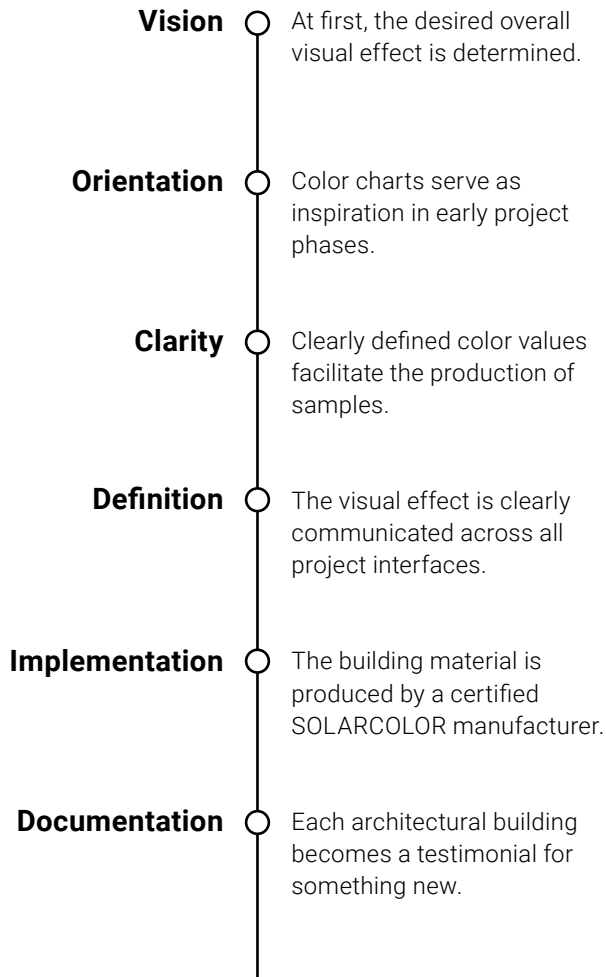 Vision
At first, the desired overall
visual effect is determined.
Orientation
Color charts serve as
inspiration in early project
phases.
Clarity
Clearly defined color values
facilitate the production of
samples.
Definition
The visual effect is clearly
communicated across all
project interfaces.
Implementation
The building material is
produced by a certified
SOLARCOLOR manufacturer.
Documentation
Each architectural building
becomes a testimonial for
something new.